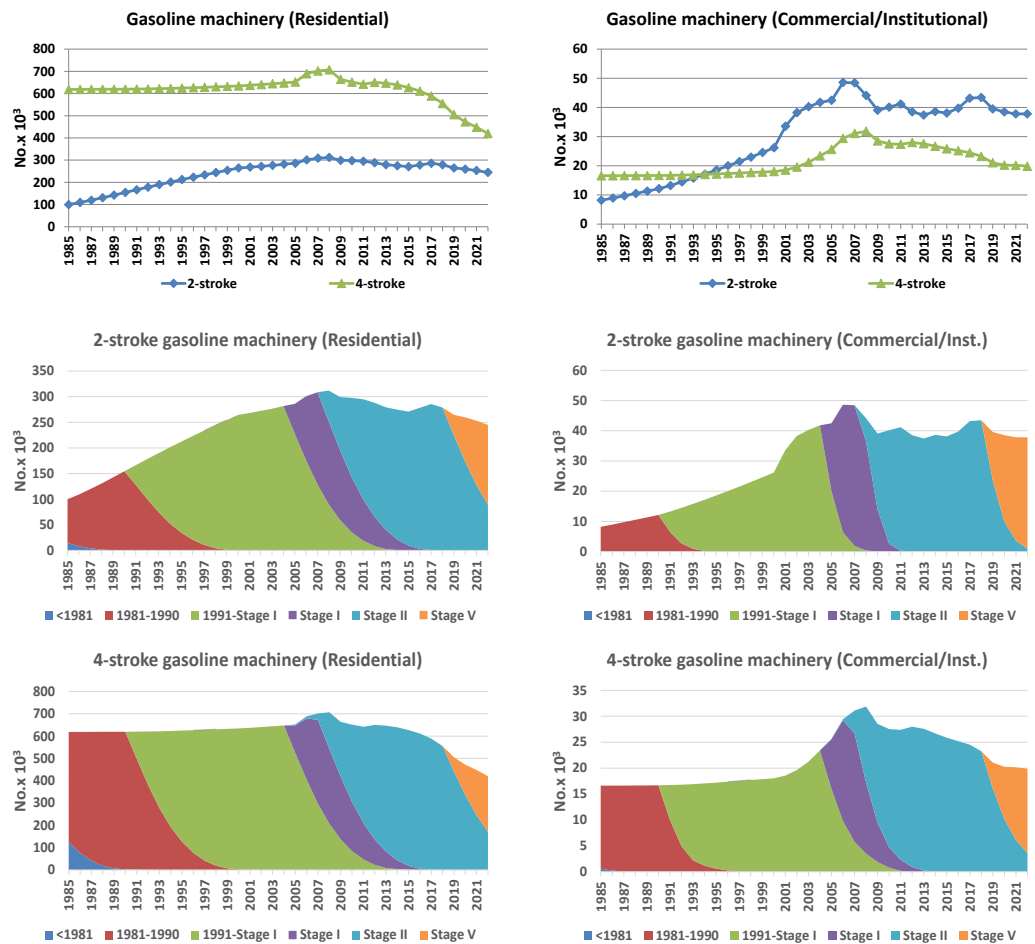 Gasoline machinery (Residential)
No.x 10³
800
700
600
500
400
300
200
100
0
1985 1987 1989 1991 1993 1995 1997 1999 2001 2003 2005 2007 2009 2011 2013 2015 2017 2019 2021
2-stroke 4-stroke
Gasoline machinery (Commercial/Institutional)
No.x 10³
60
50
40
30
20
10
0
1985 1987 1989 1991 1993 1995 1997 1999 2001 2003 2005 2007 2009 2011 2013 2015 2017 2019 2021
2-stroke 4-stroke
2-stroke gasoline machinery (Residential)
No.x 10³
350
300
250
200
150
100
50
0
1985 1987 1989 1991 1993 1995 1997 1999 2001 2003 2005 2007 2009 2011 2013 2015 2017 2019 2021
<1981 1981-1990 1991-Stage I Stage I Stage II Stage V
2-stroke gasoline machinery (Commercial/Inst.)
No.x 10³
60
50
40
30
20
10
0
1985 1987 1989 1991 1993 1995 1997 1999 2001 2003 2005 2007 2009 2011 2013 2015 2017 2019 2021
<1981 1981-1990 1991-Stage I Stage I Stage II Stage V
4-stroke gasoline machinery (Residential)
No.x 10³
800
700
600
500
400
300
200
100
0
1985 1987 1989 1991 1993 1995 1997 1999 2001 2003 2005 2007 2009 2011 2013 2015 2017 2019 2021
<1981 1981-1990 1991-Stage I Stage I Stage II Stage V
4-stroke gasoline machinery (Commercial/Inst.)
No.x 10³
35
30
25
20
15
10
5
0
1985 1987 1989 1991 1993 1995 1997 1999 2001 2003 2005 2007 2009 2011 2013 2015 2017 2019 2021
<1981 1981-1990 1991-Stage I Stage I Stage II Stage V